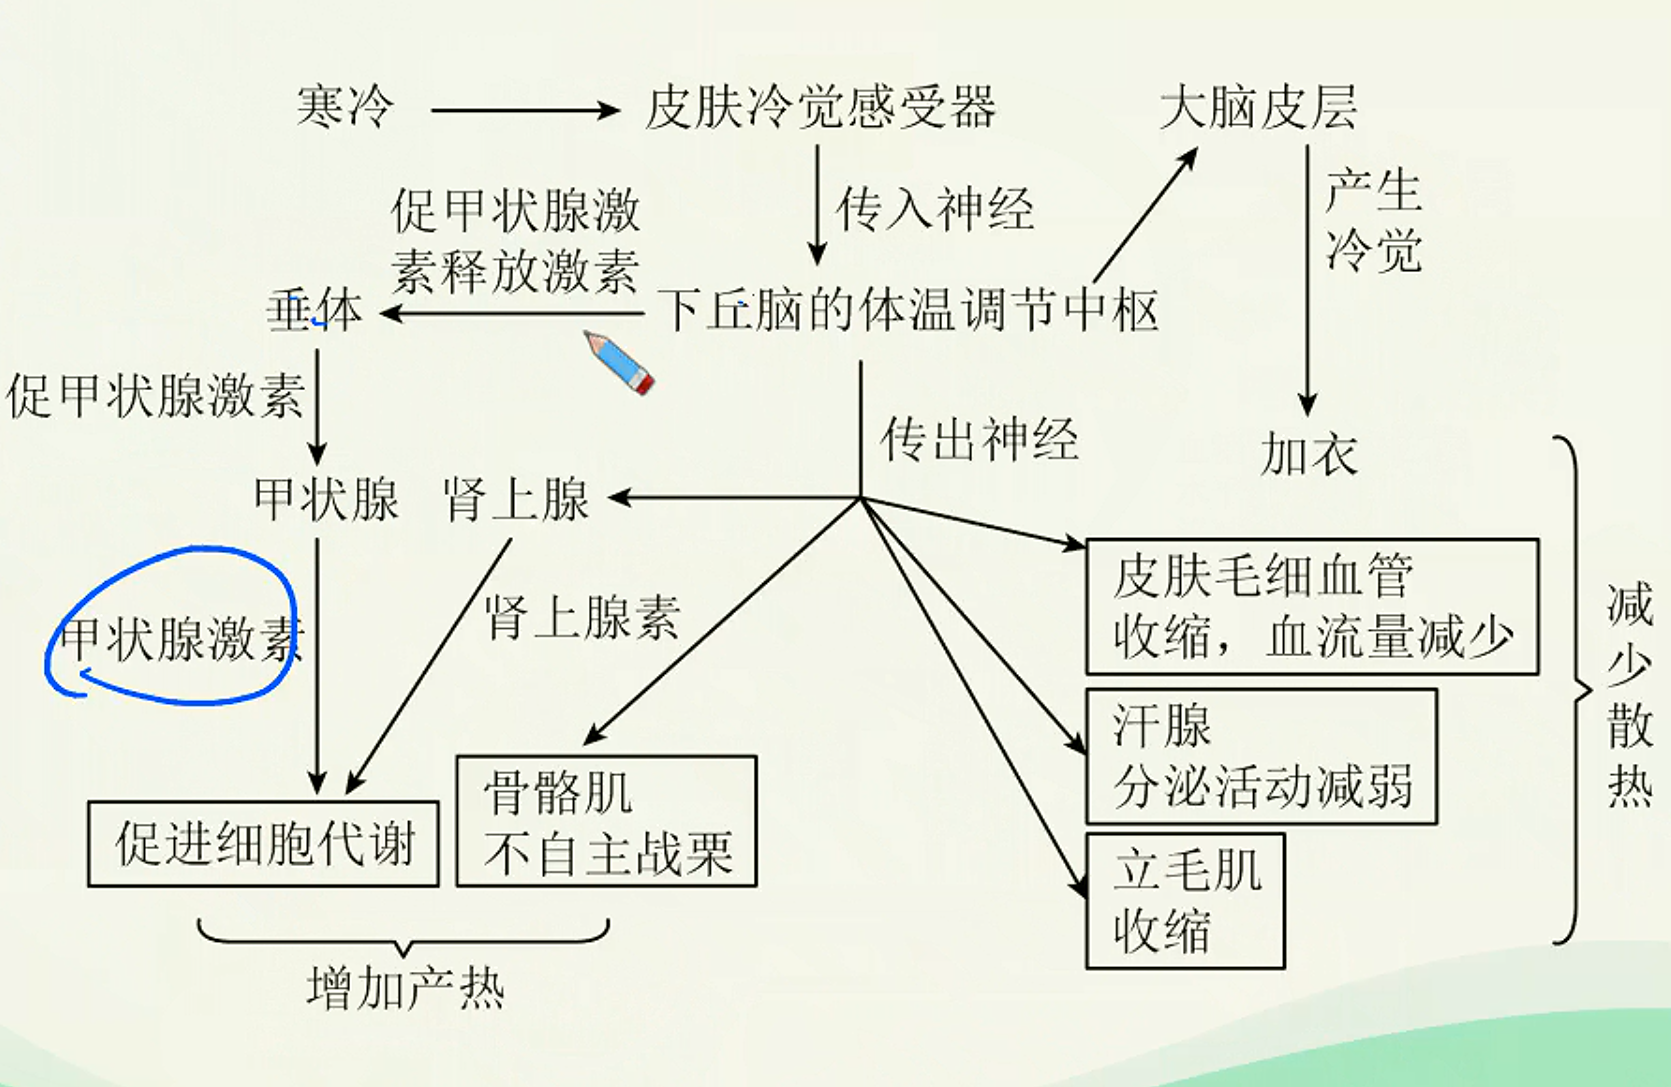 寒冷
皮肤冷觉感受器
大脑皮层
促甲状腺激
素释放激素
传入神经
产生
冷觉
垂体
下丘脑的体温调节中枢
促甲状腺激素
传出神经
加衣
甲状腺
肾上腺
皮肤毛细血管
收缩，血流量减少
甲状腺激素
肾上腺素
汗腺
分泌活动减弱
减少散热
骨骼肌
不自主战栗
促进细胞代谢
立毛肌
收缩
增加产热